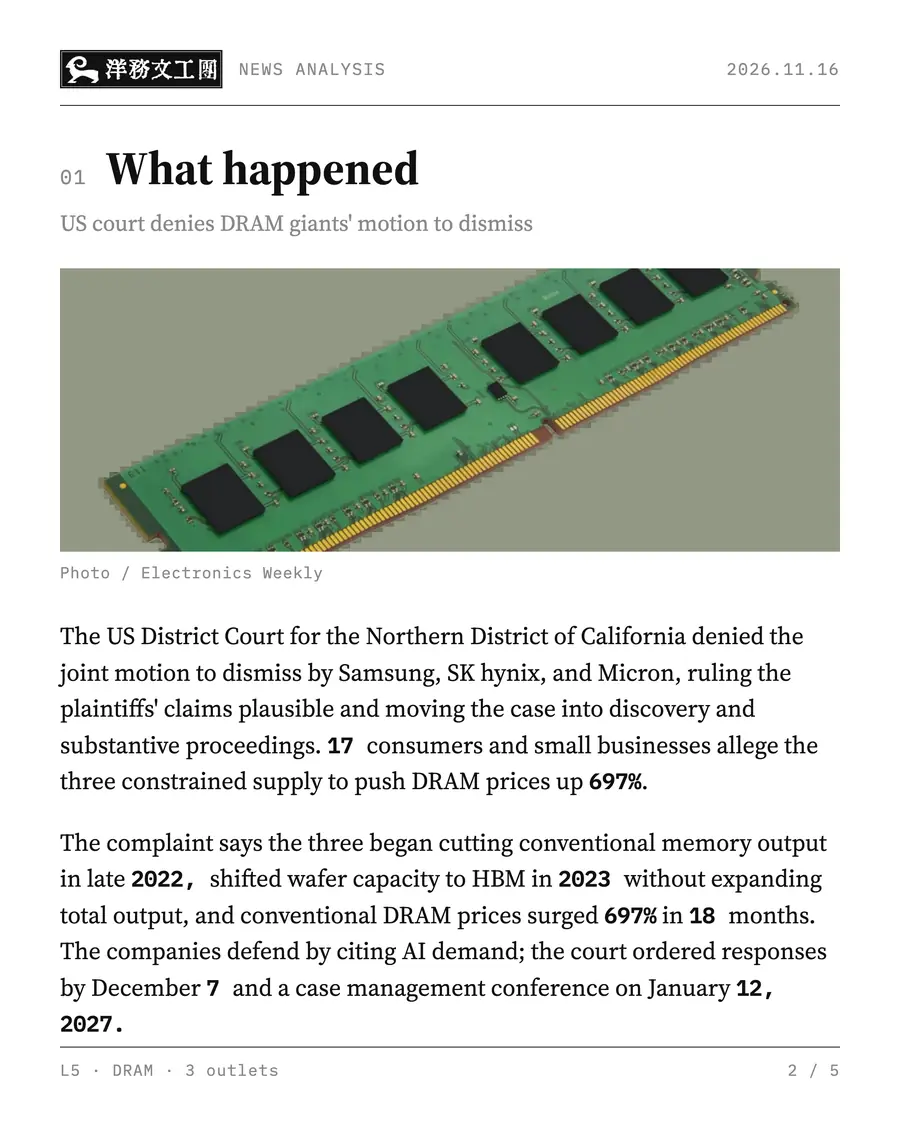 洋務文工團 NEWS ANALYSIS 2026.11.16
01 What happened
US court denies DRAM giants' motion to dismiss
Photo / Electronics Weekly
The US District Court for the Northern District of California denied the
joint motion to dismiss by Samsung, SK hynix, and Micron, ruling the
plaintiffs' claims plausible and moving the case into discovery and
substantive proceedings. 17 consumers and small businesses allege the
three constrained supply to push DRAM prices up 697%.
The complaint says the three began cutting conventional memory output
in late 2022, shifted wafer capacity to HBM in 2023 without expanding
total output, and conventional DRAM prices surged 697% in 18 months.
The companies defend by citing AI demand; the court ordered responses
by December 7 and a case management conference on January 12,
2027.
L5 · DRAM · 3 outlets 2 / 5